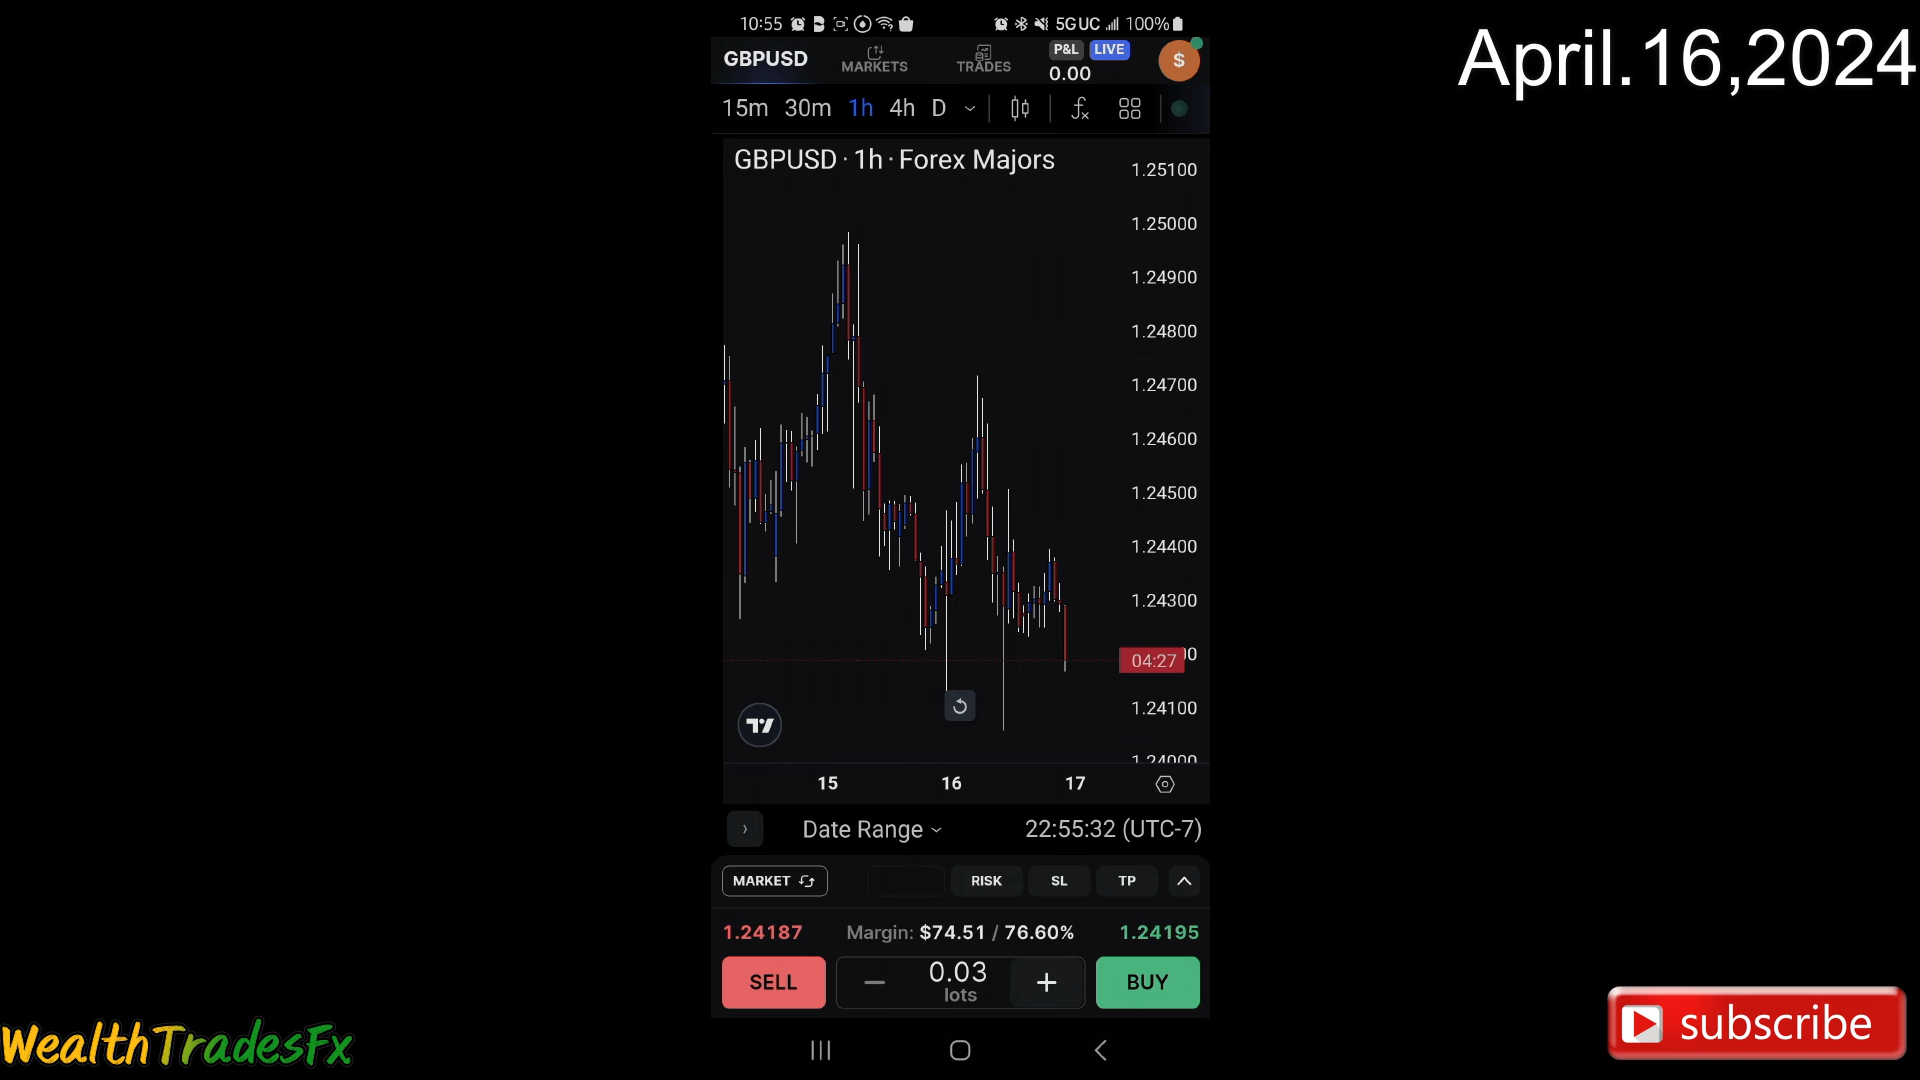 10:55 5GUC 100%
April.16,2024
GBPUSD MARKETS TRADES P&L LIVE 0.00 $
15m 30m 1h 4h D fx
GBPUSD · 1h · Forex Majors
1.25100
1.25000
1.24900
1.24800
1.24700
1.24600
1.24500
1.24400
1.24300
04:27
1.24100
1.24000
15 16 17
Date Range 22:55:32 (UTC-7)
MARKET RISK SL TP
1.24187 Margin: $74.51 / 76.60% 1.24195
SELL 0.03 lots BUY
WealthTradesFx
subscribe